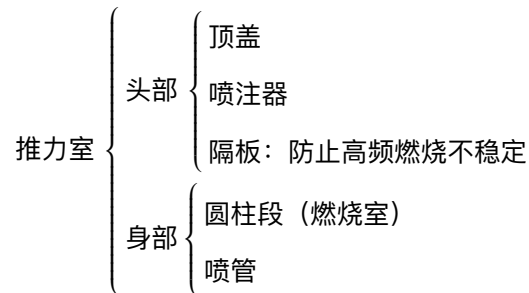 推力室
头部
顶盖
喷注器
隔板：防止高频燃烧不稳定
身部
圆柱段（燃烧室）
喷管